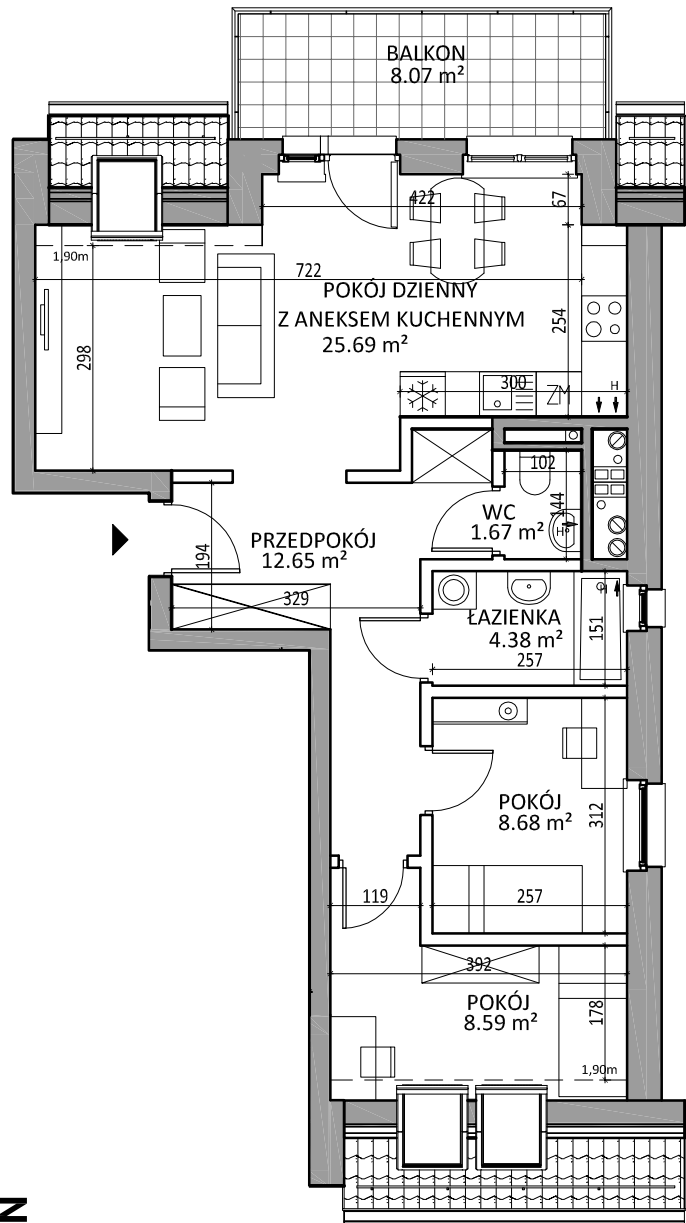 BALKON
8.07 m²
422
67
1,90m
722
POKÓJ DZIENNY
Z ANEKSEM KUCHENNYM
25.69 m²
254
298
300
ZM
H
102
144
WC
1.67 m²
H
PRZEDPOKÓJ
12.65 m²
194
329
ŁAZIENKA
4.38 m²
151
257
POKÓJ
8.68 m²
312
119
257
392
POKÓJ
8.59 m²
178
1,90m
N